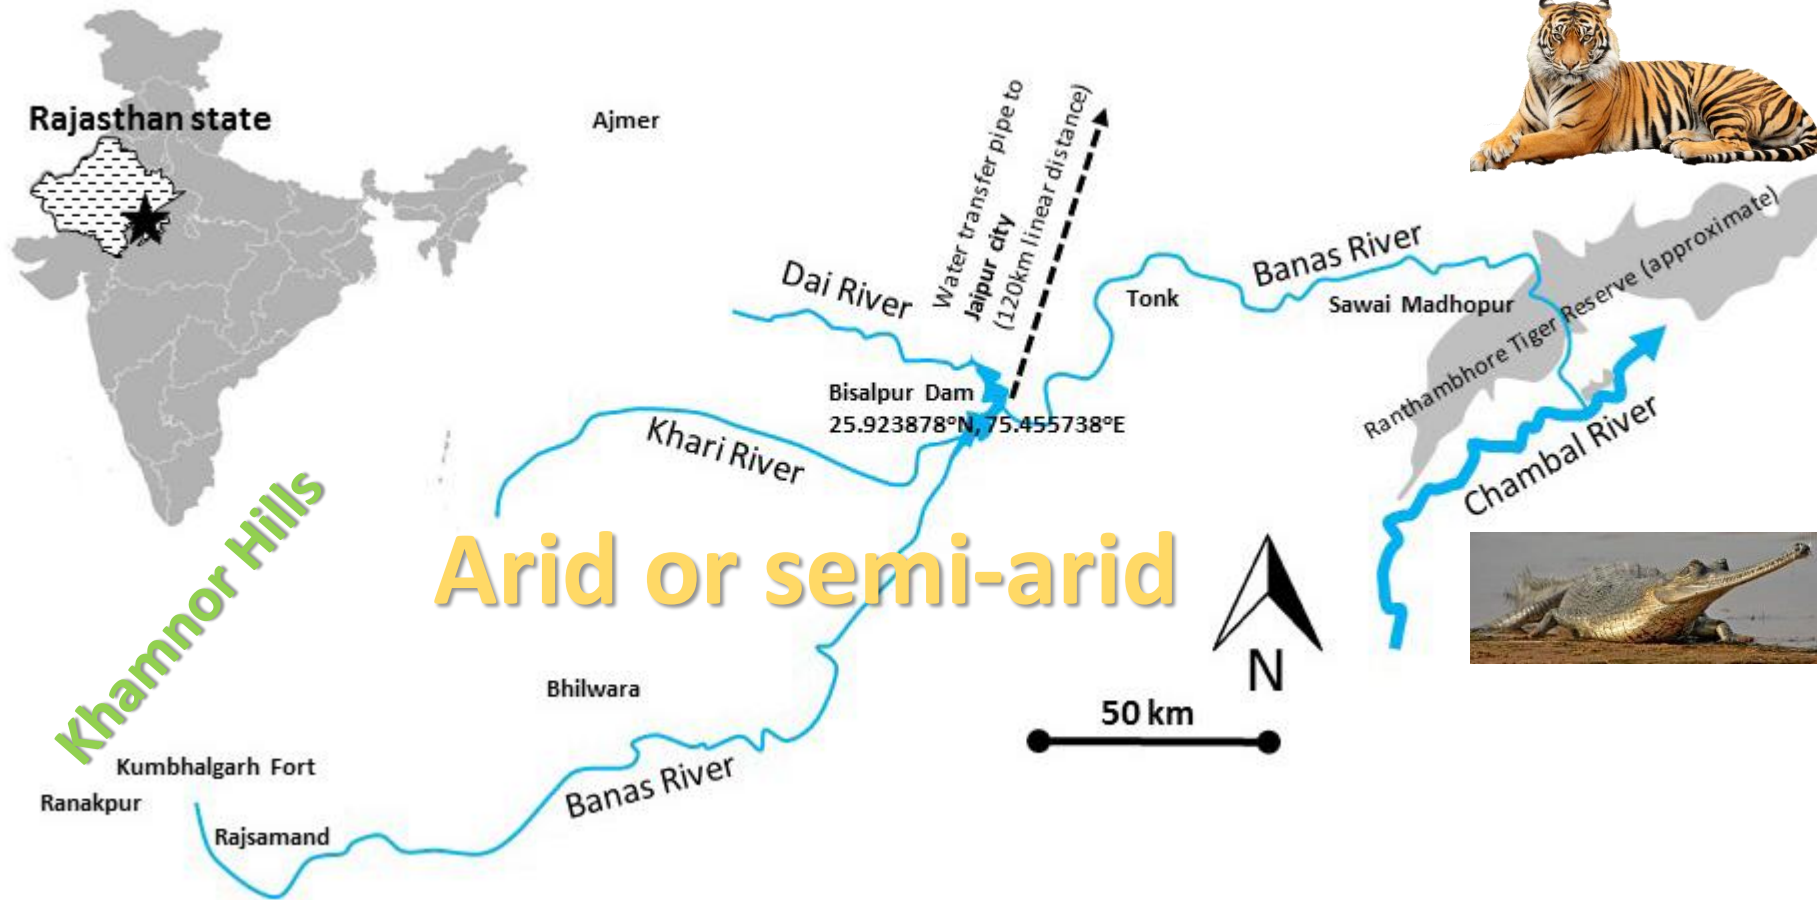 Rajasthan state
Ajmer
Water transfer pipe to
Jaipur city
(120km linear distance)
Dai River
Banas River
Tonk
Sawai Madhopur
Ranthambhore Tiger Reserve (approximate)
Bisalpur Dam
25.923878°N, 75.455738°E
Khari River
Chambal River
Khamnor Hills
Arid or semi-arid
N
50 km
Bhilwara
Banas River
Kumbhalgarh Fort
Ranakpur
Rajsamand